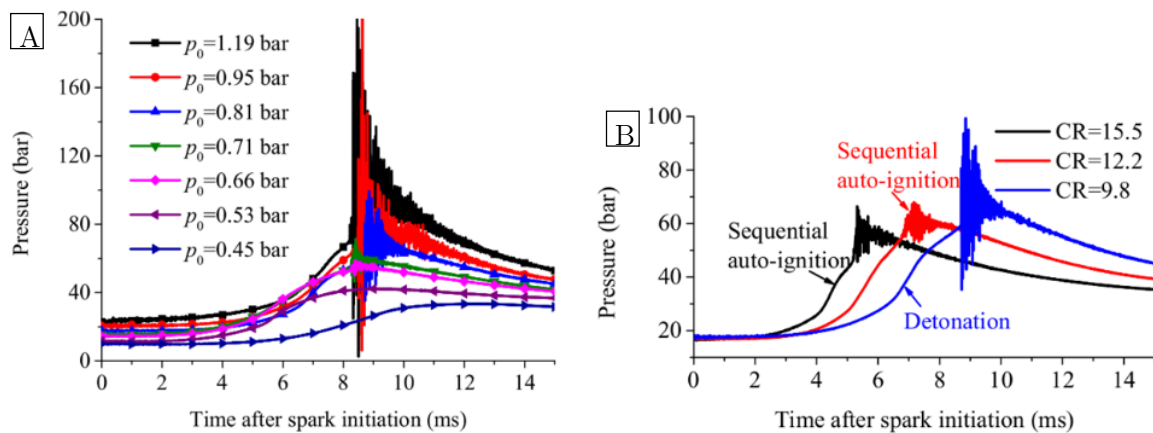 A
200
160
120
80
40
0
Pressure (bar)
p0=1.19 bar
p0=0.95 bar
p0=0.81 bar
p0=0.71 bar
p0=0.66 bar
p0=0.53 bar
p0=0.45 bar
0 2 4 6 8 10 12 14
Time after spark initiation (ms)
B
100
80
60
40
20
Pressure (bar)
CR=15.5
CR=12.2
CR=9.8
Sequential
auto-ignition
Sequential
auto-ignition
Detonation
0 2 4 6 8 10 12 14
Time after spark initiation (ms)